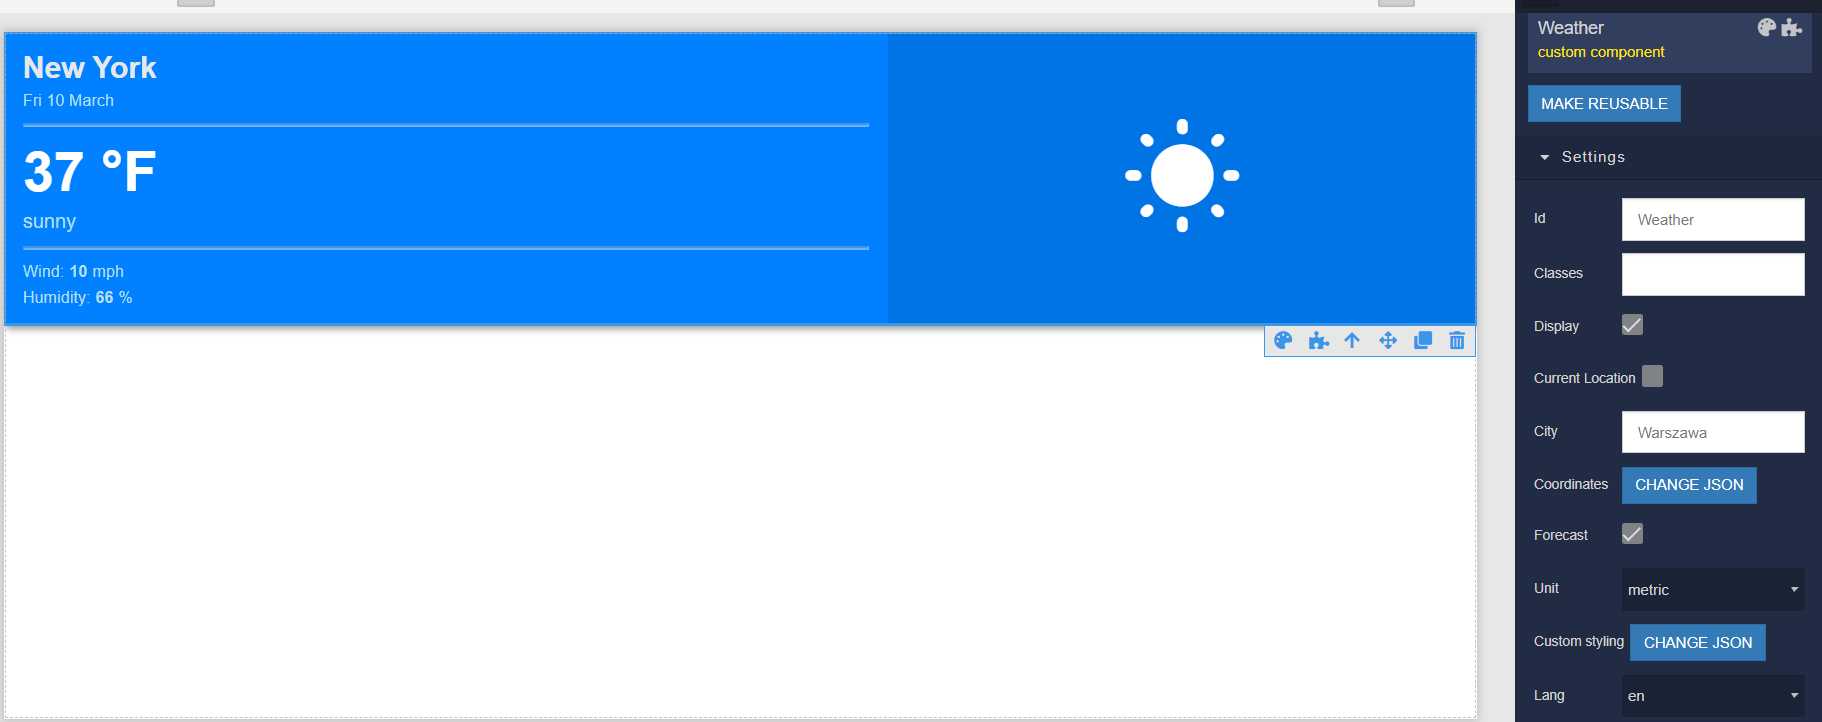 New York
Fri 10 March
37 °F
sunny
Wind: 10 mph
Humidity: 66 %
Weather
custom component
MAKE REUSABLE
Settings
Id Weather
Classes
Display
Current Location
City Warszawa
Coordinates CHANGE JSON
Forecast
Unit metric
Custom styling CHANGE JSON
Lang en